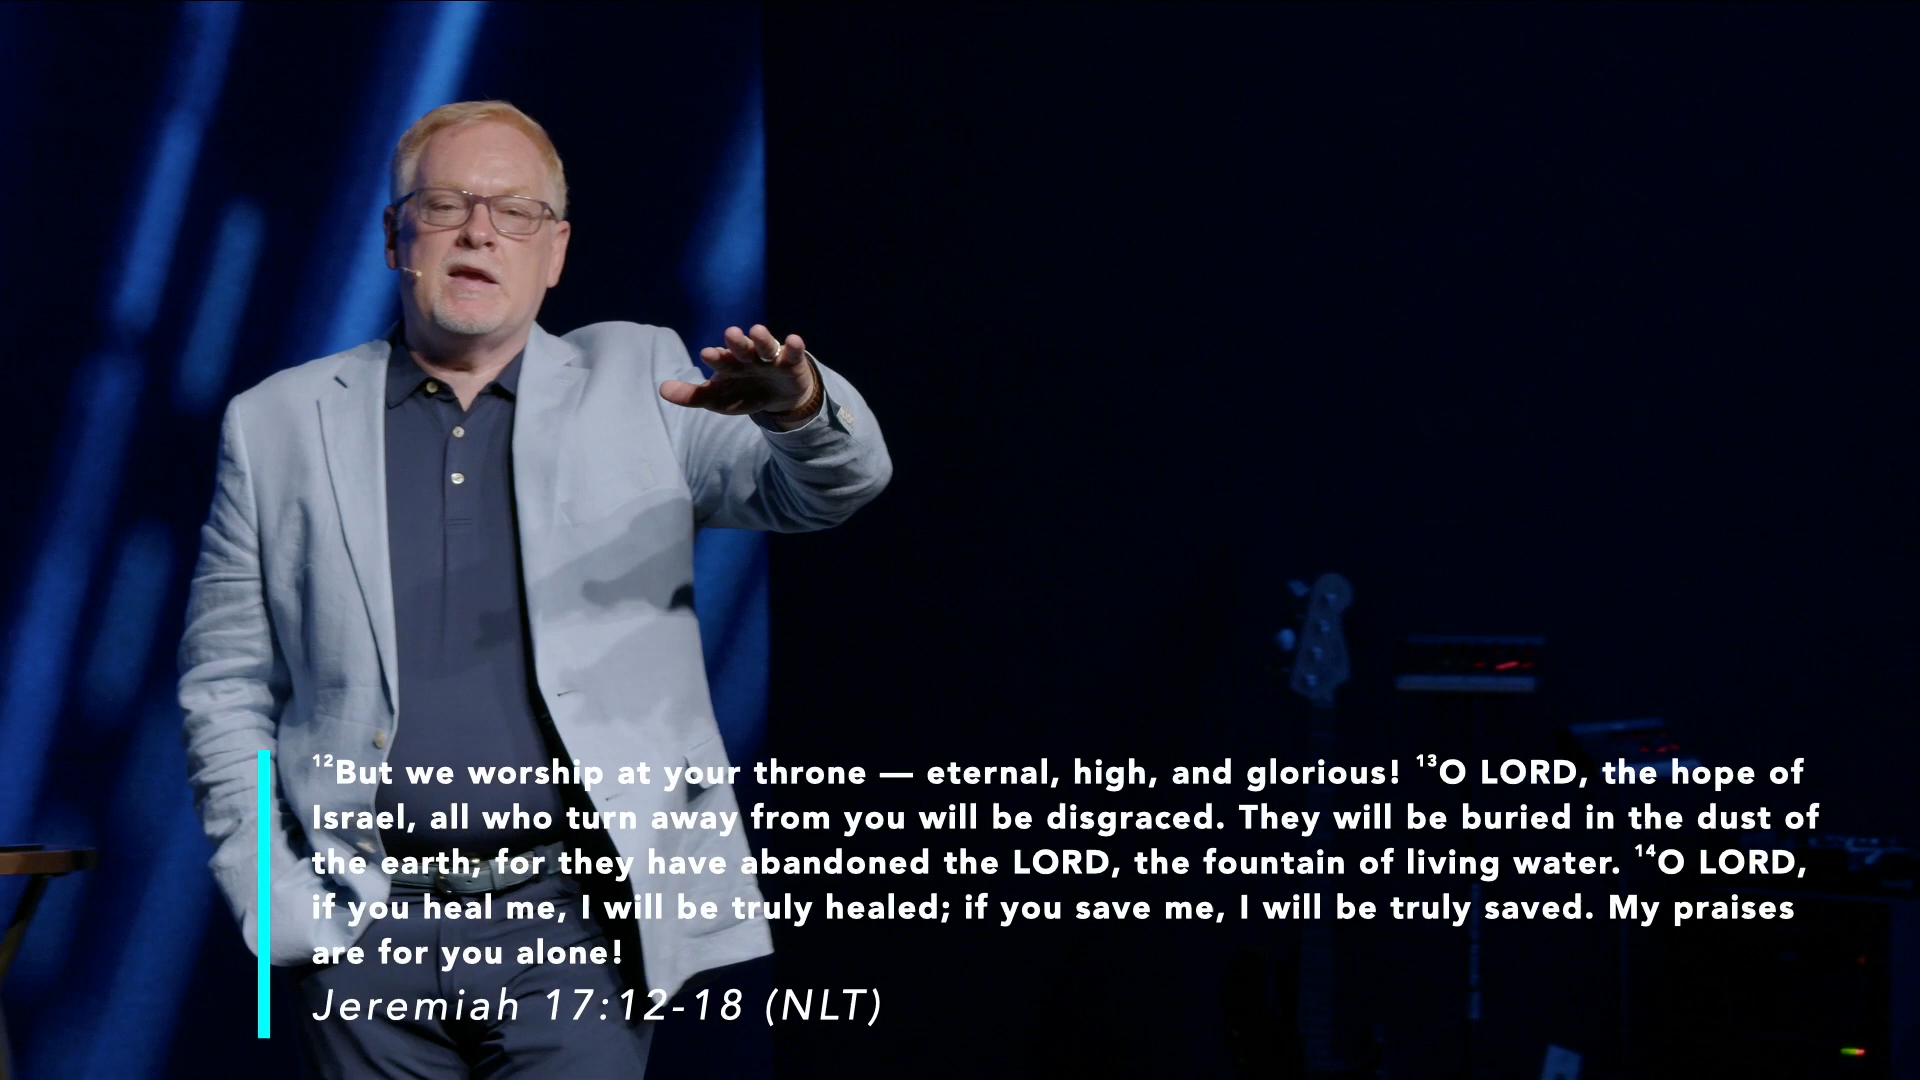 ¹²But we worship at your throne — eternal, high, and glorious! ¹³O LORD, the hope of
Israel, all who turn away from you will be disgraced. They will be buried in the dust of
the earth, for they have abandoned the LORD, the fountain of living water. ¹⁴O LORD,
if you heal me, I will be truly healed; if you save me, I will be truly saved. My praises
are for you alone!
Jeremiah 17:12-18 (NLT)